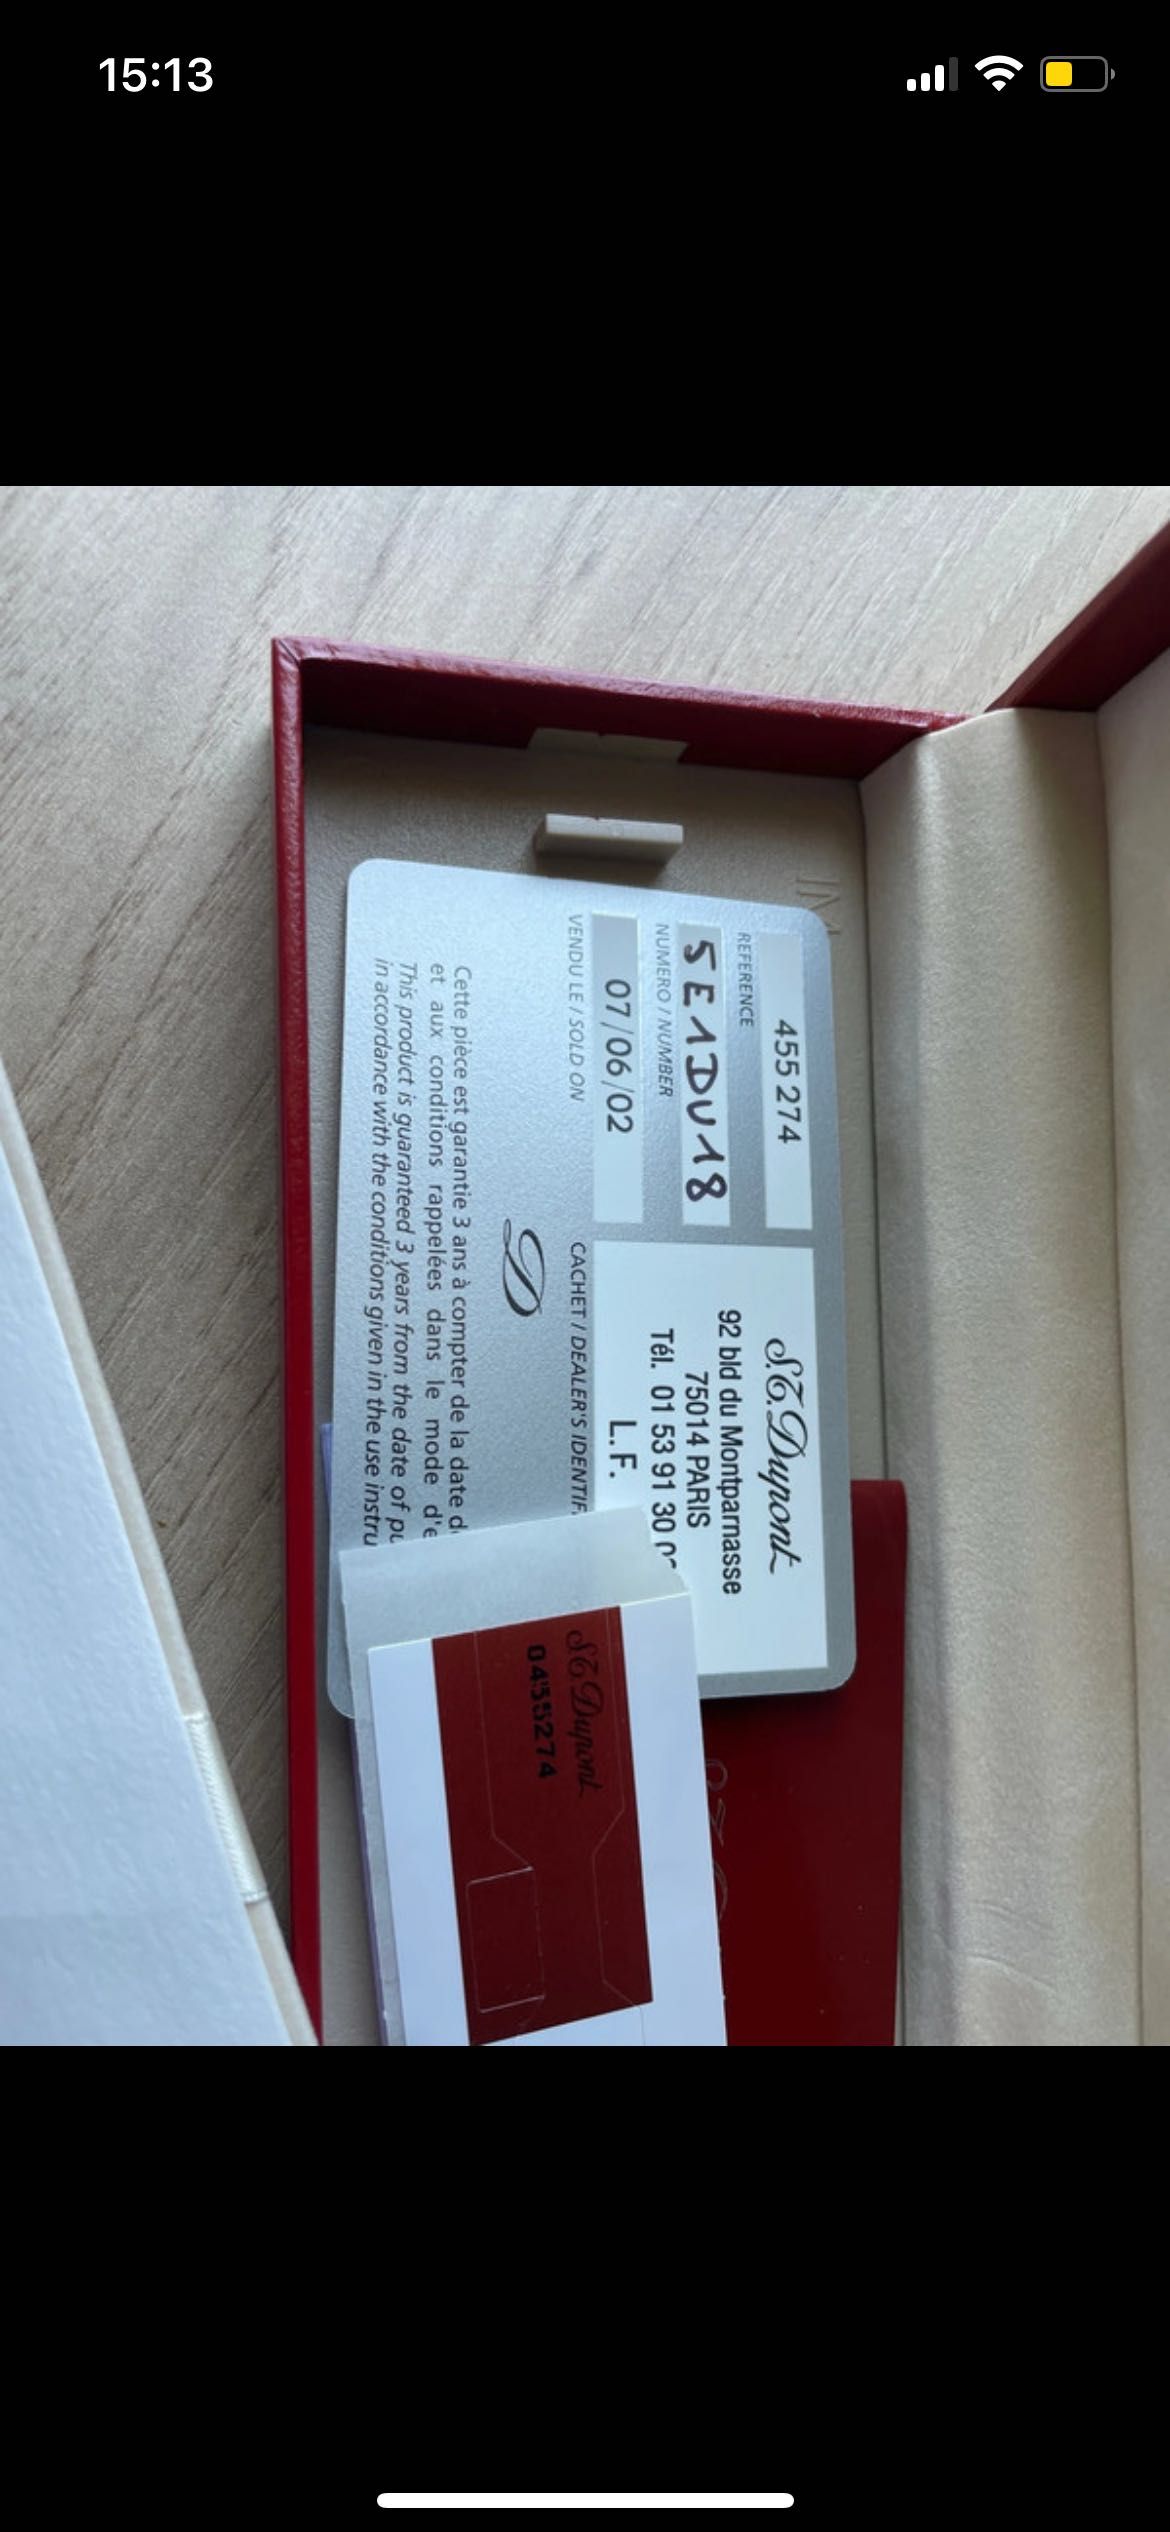 15:13
455 274
REFERENCE
5E1DU18
NUMERO / NUMBER
07/06/02
VENDU LE / SOLD ON
S.T. Dupont
92 bld du Montparnasse
75014 PARIS
Tél. 01 53 91 30
L.F.
CACHET / DEALER'S
D
Cette pièce est garantie 3 ans à compter de la date
et aux conditions rappelées dans le mode
This product is guaranteed 3 years from the date of
in accordance with the conditions given in the use
S.T. Dupont
0455274